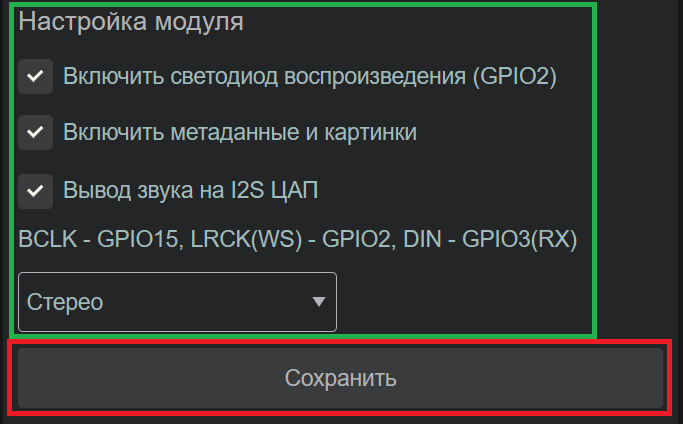 Настройка модуля
Включить светодиод воспроизведения (GPIO2)
Включить метаданные и картинки
Вывод звука на I2S ЦАП
BCLK - GPIO15, LRCK(WS) - GPIO2, DIN - GPIO3(RX)
Стерео
Сохранить